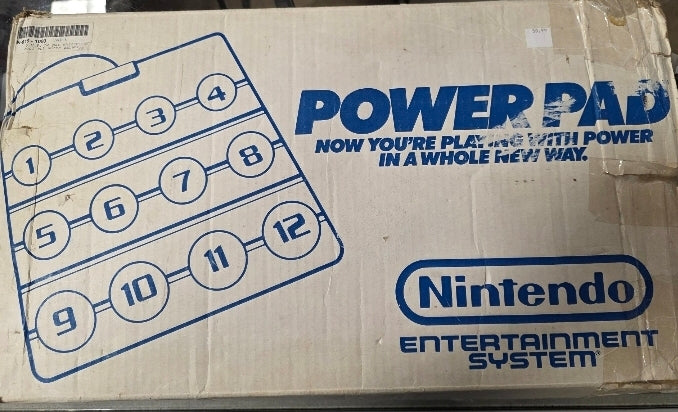 POWER PAD
NOW YOU'RE PLAYING WITH POWER
IN A WHOLE NEW WAY.
1 2 3 4
5 6 7 8
9 10 11 12
Nintendo
ENTERTAINMENT
SYSTEM